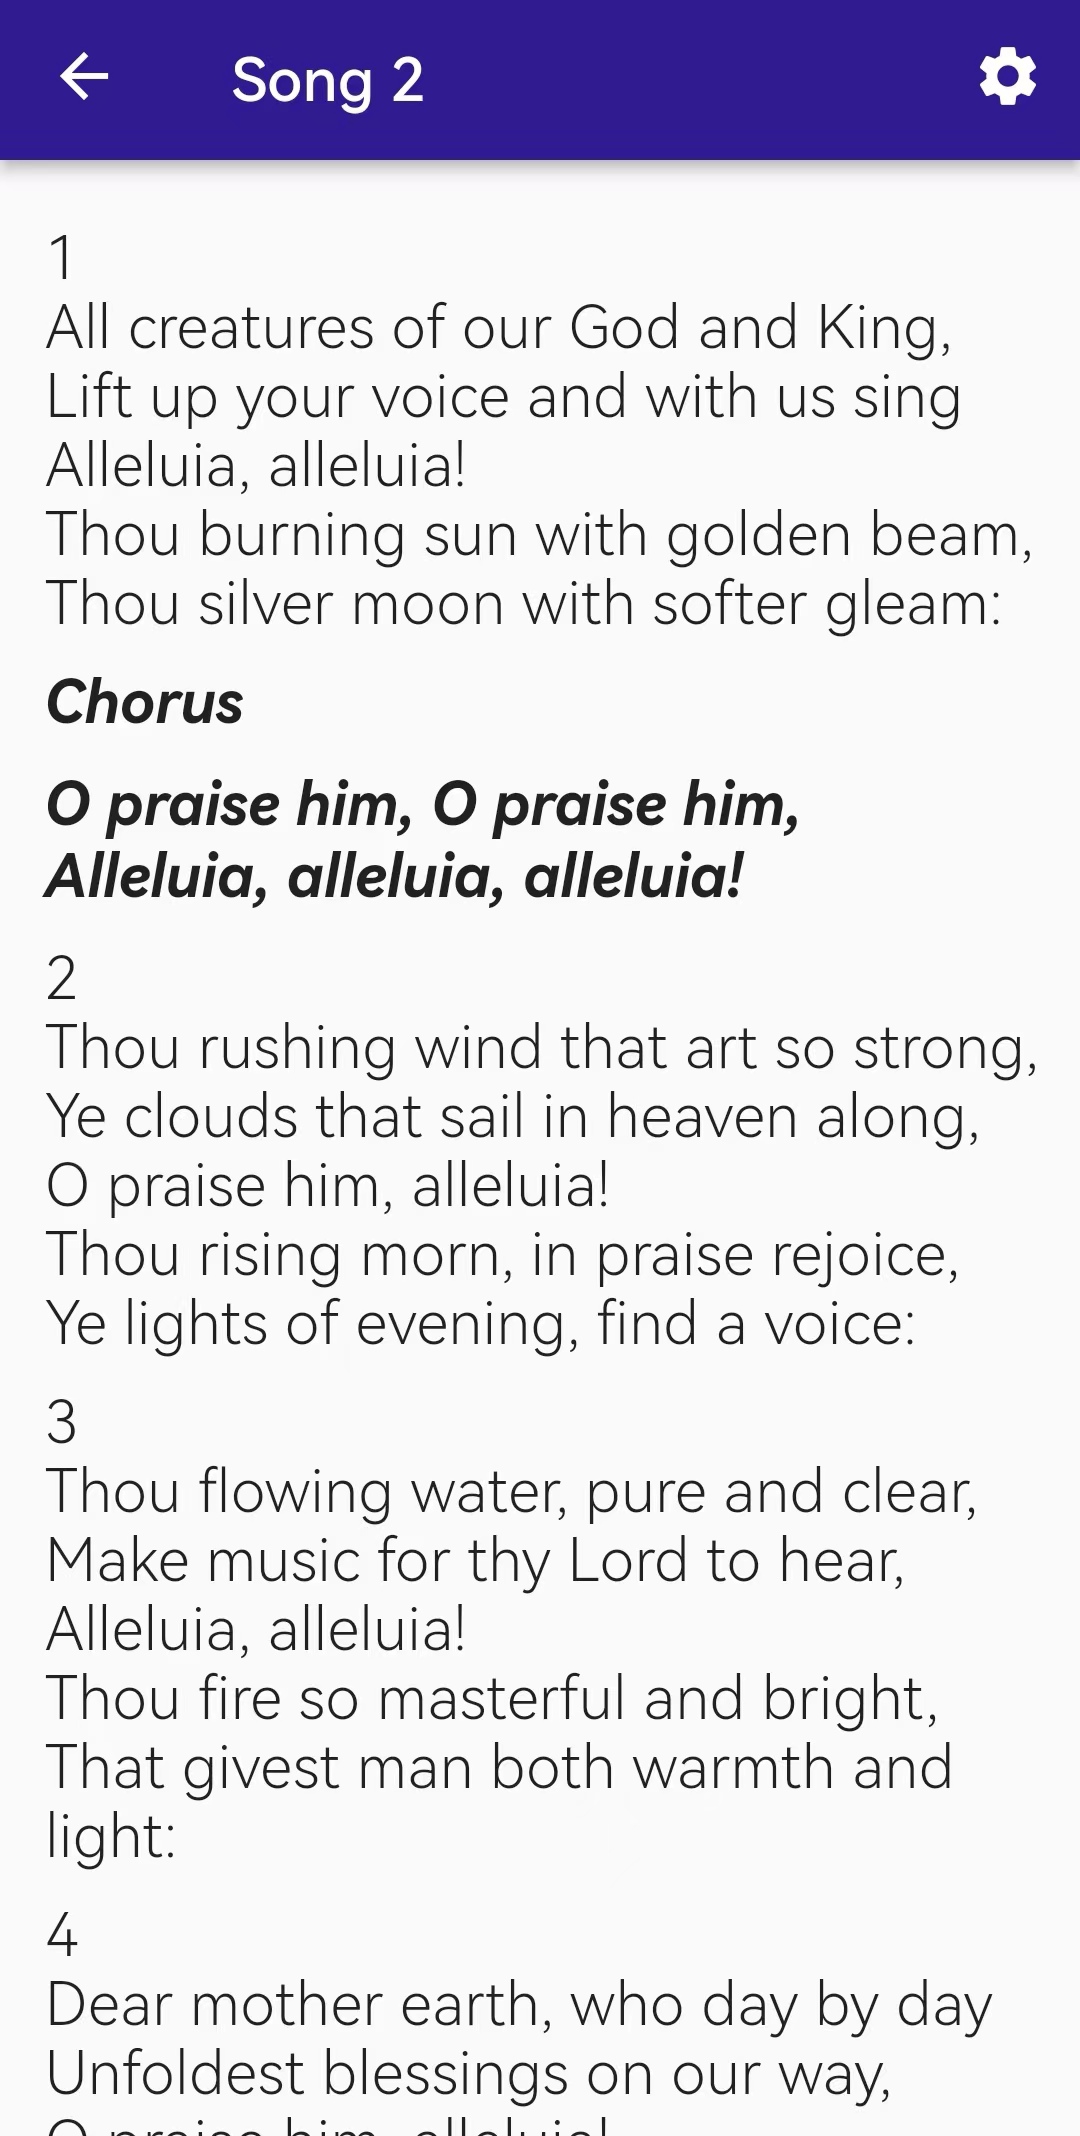 Song 2
1
All creatures of our God and King,
Lift up your voice and with us sing
Alleluia, alleluia!
Thou burning sun with golden beam,
Thou silver moon with softer gleam:
Chorus
O praise him, O praise him,
Alleluia, alleluia, alleluia!
2
Thou rushing wind that art so strong,
Ye clouds that sail in heaven along,
O praise him, alleluia!
Thou rising morn, in praise rejoice,
Ye lights of evening, find a voice:
3
Thou flowing water, pure and clear,
Make music for thy Lord to hear,
Alleluia, alleluia!
Thou fire so masterful and bright,
That givest man both warmth and
light:
4
Dear mother earth, who day by day
Unfoldest blessings on our way,
O praise him, alleluia!